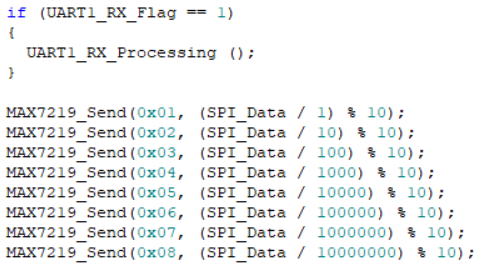 if (UART1_RX_Flag == 1)
{
  UART1_RX_Processing ();
}

MAX7219_Send(0x01, (SPI_Data / 1) % 10);
MAX7219_Send(0x02, (SPI_Data / 10) % 10);
MAX7219_Send(0x03, (SPI_Data / 100) % 10);
MAX7219_Send(0x04, (SPI_Data / 1000) % 10);
MAX7219_Send(0x05, (SPI_Data / 10000) % 10);
MAX7219_Send(0x06, (SPI_Data / 100000) % 10);
MAX7219_Send(0x07, (SPI_Data / 1000000) % 10);
MAX7219_Send(0x08, (SPI_Data / 10000000) % 10);